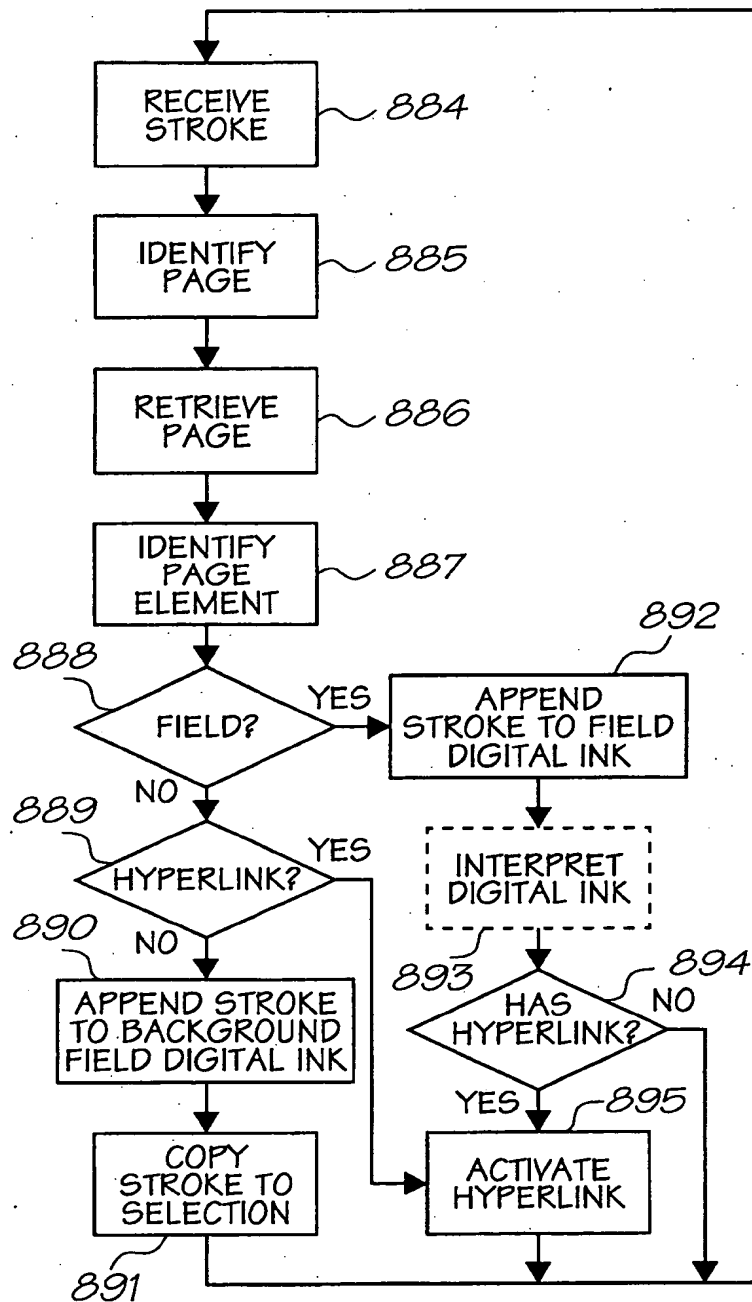 RECEIVE
STROKE
884
IDENTIFY
PAGE
885
RETRIEVE
PAGE
886
IDENTIFY
PAGE
ELEMENT
887
888
FIELD?
YES
NO
892
APPEND
STROKE TO FIELD
DIGITAL INK
889
HYPERLINK?
YES
NO
INTERPRET
DIGITAL INK
893
890
APPEND STROKE
TO BACKGROUND
FIELD DIGITAL INK
894
HAS
HYPERLINK?
NO
YES
COPY
STROKE TO
SELECTION
891
895
ACTIVATE
HYPERLINK